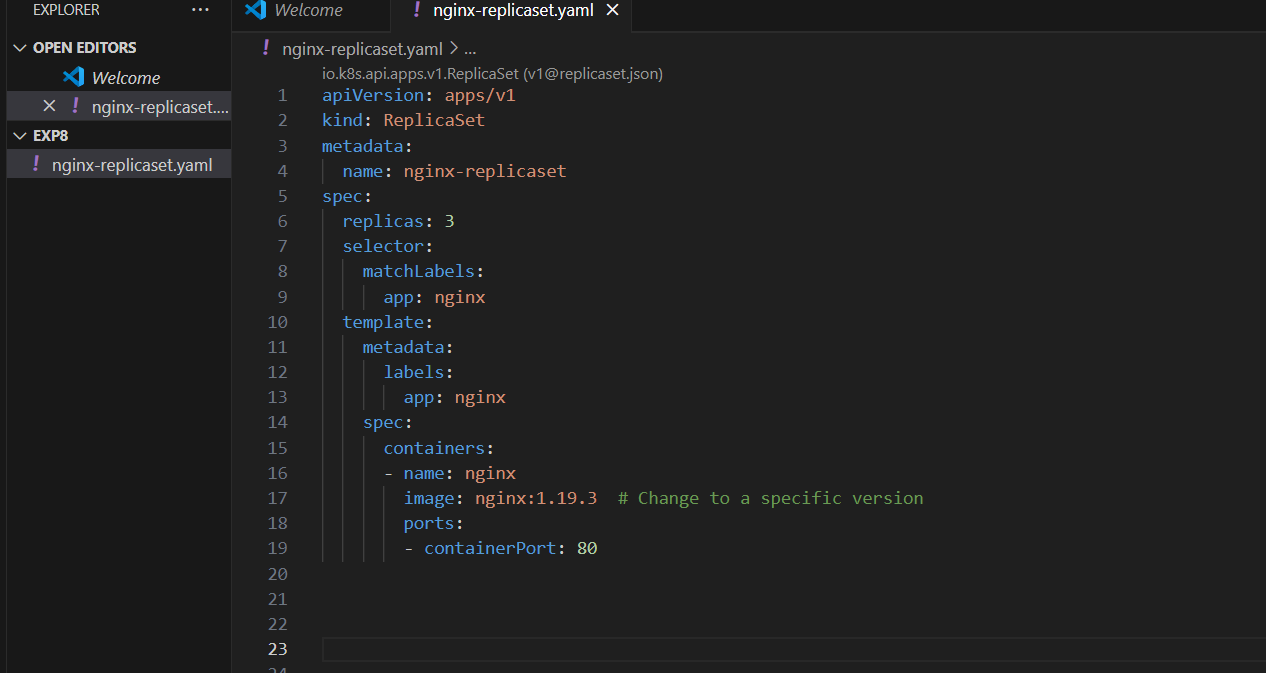 EXPLORER ...
OPEN EDITORS
Welcome
nginx-replicaset....
EXP8
! nginx-replicaset.yaml
Welcome
! nginx-replicaset.yaml
! nginx-replicaset.yaml > ...
io.k8s.api.apps.v1.ReplicaSet (v1@replicaset.json)
1 apiVersion: apps/v1
2 kind: ReplicaSet
3 metadata:
4   name: nginx-replicaset
5 spec:
6   replicas: 3
7   selector:
8     matchLabels:
9       app: nginx
10   template:
11     metadata:
12       labels:
13         app: nginx
14     spec:
15       containers:
16       - name: nginx
17         image: nginx:1.19.3  # Change to a specific version
18         ports:
19         - containerPort: 80
20
21
22
23
24